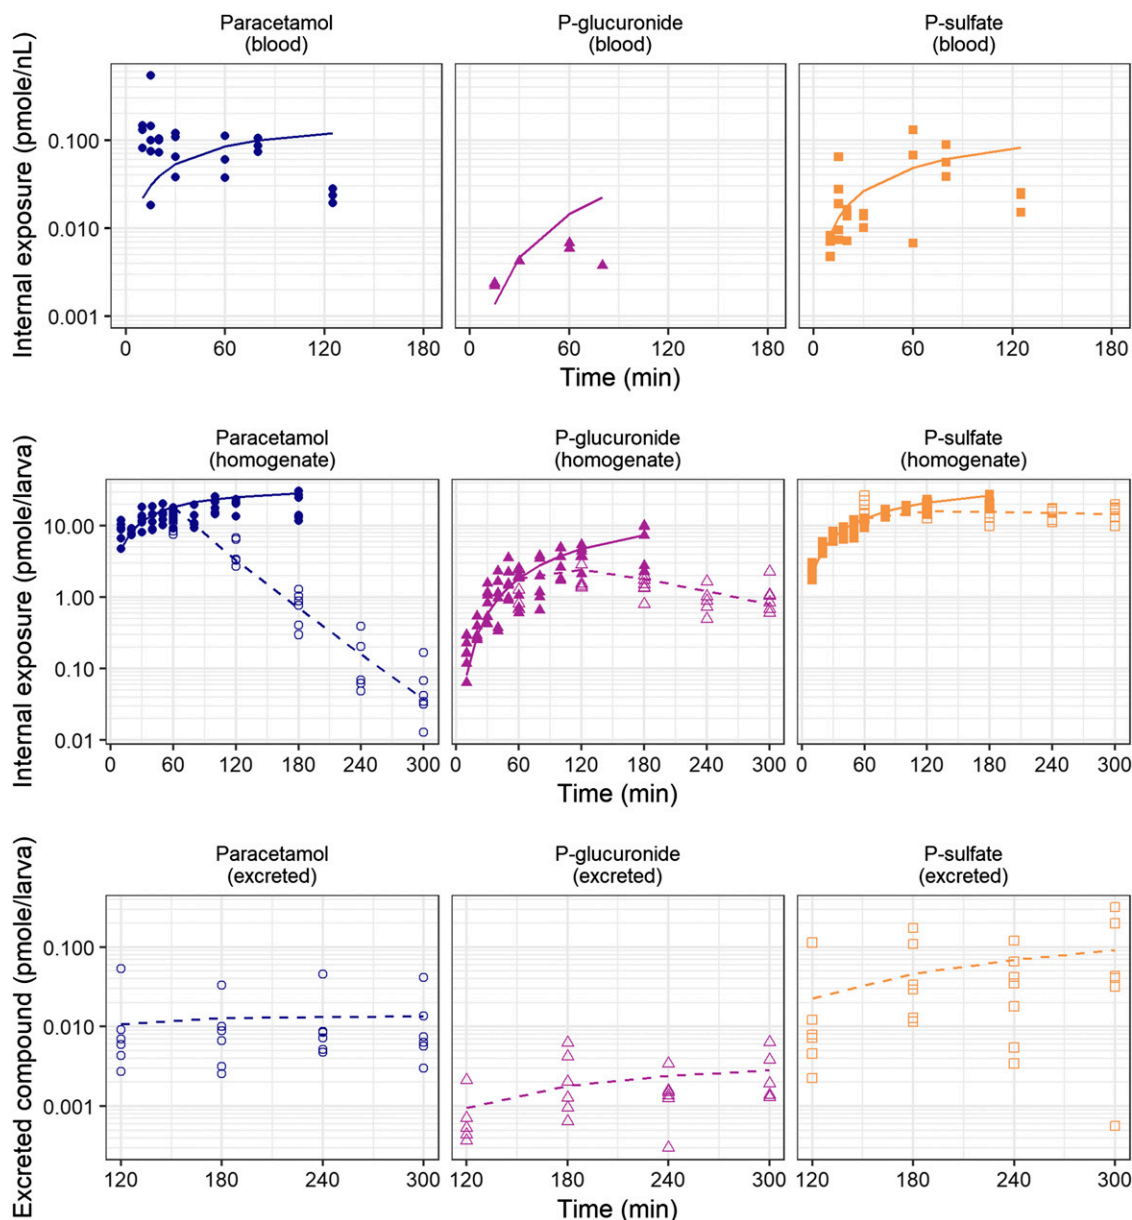 Paracetamol
(blood)
P-glucuronide
(blood)
P-sulfate
(blood)
Internal exposure (pmole/nL)
0.100
0.010
0.001
0 60 120 180
0 60 120 180
0 60 120 180
Time (min)
Paracetamol
(homogenate)
P-glucuronide
(homogenate)
P-sulfate
(homogenate)
Internal exposure (pmole/larva)
10.00
1.00
0.10
0.01
0 60 120 180 240 300
0 60 120 180 240 300
0 60 120 180 240 300
Time (min)
Paracetamol
(excreted)
P-glucuronide
(excreted)
P-sulfate
(excreted)
Excreted compound (pmole/larva)
0.100
0.010
0.001
120 180 240 300
120 180 240 300
120 180 240 300
Time (min)